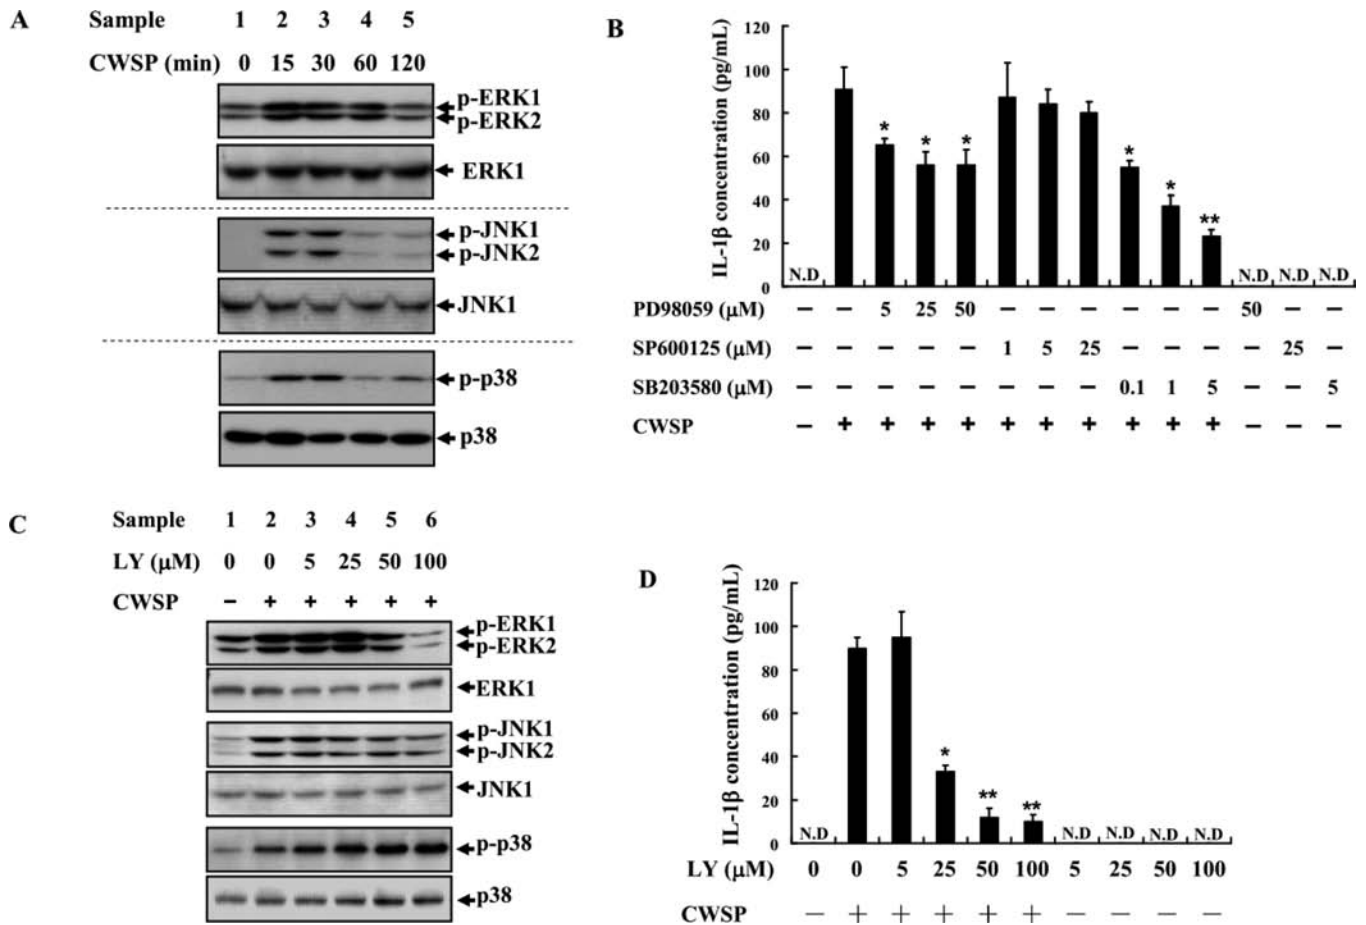 A
Sample 1 2 3 4 5
CWSP (min) 0 15 30 60 120
p-ERK1
p-ERK2
ERK1
p-JNK1
p-JNK2
JNK1
p-p38
p38
B
IL-1β concentration (pg/mL)
120
100
80
60
40
20
0
N.D * * * * * ** N.D N.D N.D
PD98059 (μM) − − 5 25 50 − − − − − − 50 − −
SP600125 (μM) − − − − − 1 5 25 − − − − 25 −
SB203580 (μM) − − − − − − − − 0.1 1 5 − − 5
CWSP − + + + + + + + + + + − − −
C
Sample 1 2 3 4 5 6
LY (μM) 0 0 5 25 50 100
CWSP − + + + + +
p-ERK1
p-ERK2
ERK1
p-JNK1
p-JNK2
JNK1
p-p38
p38
D
IL-1β concentration (pg/mL)
120
100
80
60
40
20
0
N.D * ** ** N.D N.D N.D N.D
LY (μM) 0 0 5 25 50 100 5 25 50 100
CWSP − + + + + + − − − −